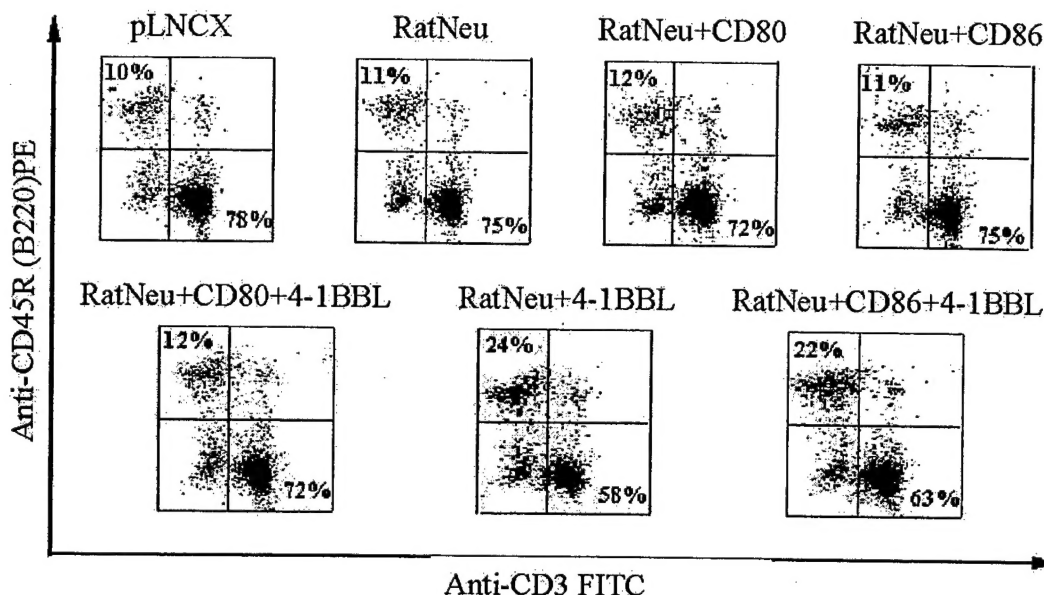 pLNCX
RatNeu
RatNeu+CD80
RatNeu+CD86
10%
11%
12%
11%
78%
75%
72%
75%
RatNeu+CD80+4-1BBL
RatNeu+4-1BBL
RatNeu+CD86+4-1BBL
12%
24%
22%
72%
58%
63%
Anti-CD45R (B220)PE
Anti-CD3 FITC